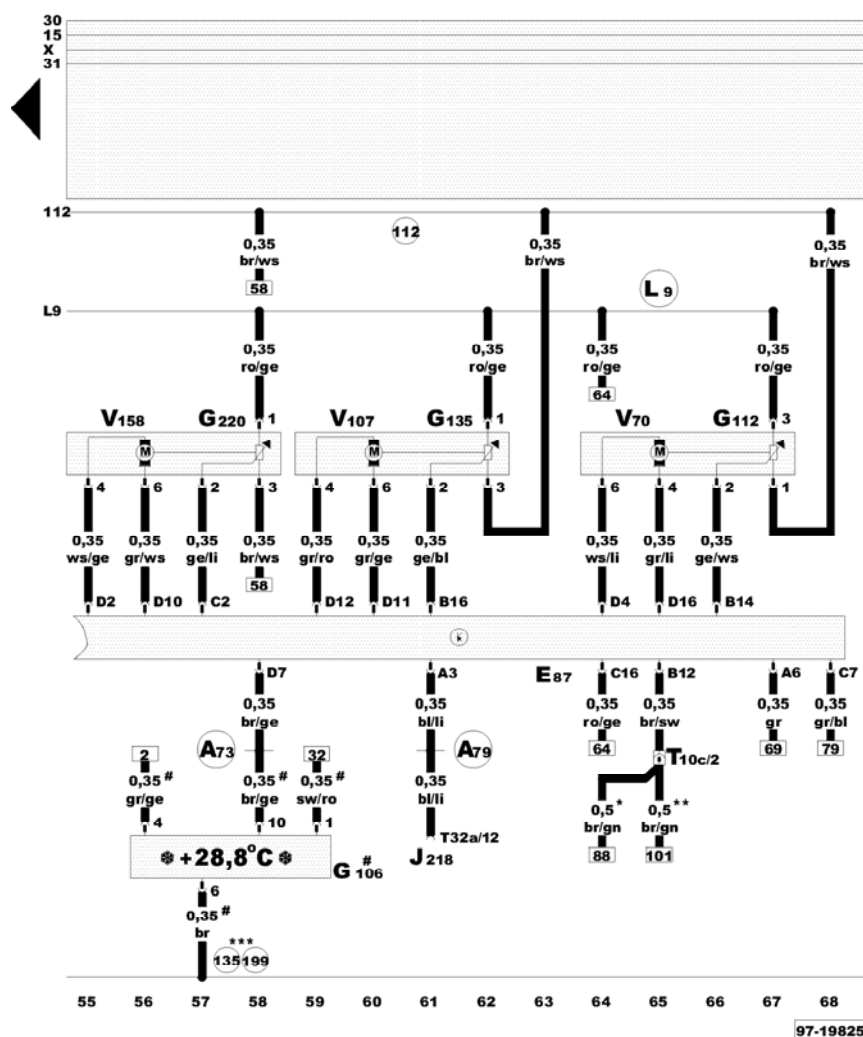 30
15
X
31
112
112
0,35 0,35 0,35
br/ws br/ws br/ws
58
L 9
L9
0,35 0,35 0,35 0,35
ro/ge ro/ge ro/ge ro/ge
64
V158 G220 1 V107 G135 1 V70 G112 3
M M M
4 6 2 3 4 6 2 3 6 4 2 1
0,35 0,35 0,35 0,35 0,35 0,35 0,35 0,35 0,35 0,35
ws/ge gr/ws ge/li br/ws gr/ro gr/ge ge/bl ws/li gr/li ge/ws
58
D2 D10 C2 D12 D11 B16 D4 D16 B14
D7 A3 E87 C16 B12 A6 C7
0,35 0,35 0,35 0,35 0,35 0,35
br/ge bl/li ro/ge br/sw gr gr/bl
2 A73 32 A79 64 T10c/2 69 79
0,35 # 0,35 # 0,35 # 0,35
gr/ge br/ge sw/ro bl/li
4 10 1 T32a/12 0,5 * 0,5 **
J218 br/gn br/gn
+28,8°C G106 # 88 101
6
0,35 #
br
***
135 199
55 56 57 58 59 60 61 62 63 64 65 66 67 68
97-19825